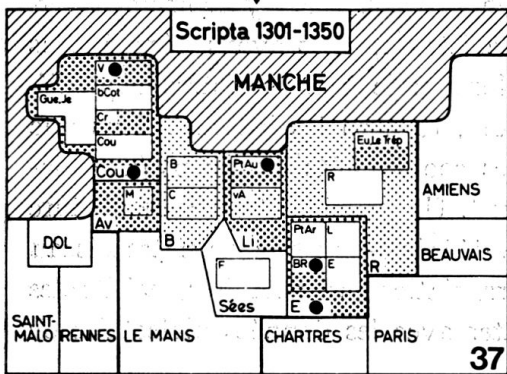 Scripta 1301-1350
MANCHE
V
bCot
Gue, Je
Cr
Cou
Cou
M
Av
B
C
B
PtAu
vA
Li
Eu, Le Trép
R
PtAr L
BR E
E
R
F
Sées
AMIENS
BEAUVAIS
DOL
SAINT-
MALO
RENNES
LE MANS
CHARTRES
PARIS
37